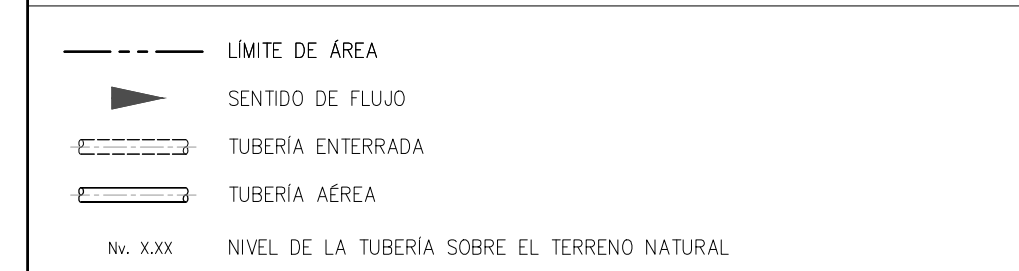 LÍMITE DE ÁREA
SENTIDO DE FLUJO
TUBERÍA ENTERRADA
TUBERÍA AÉREA
Nv. X.XX NIVEL DE LA TUBERÍA SOBRE EL TERRENO NATURAL